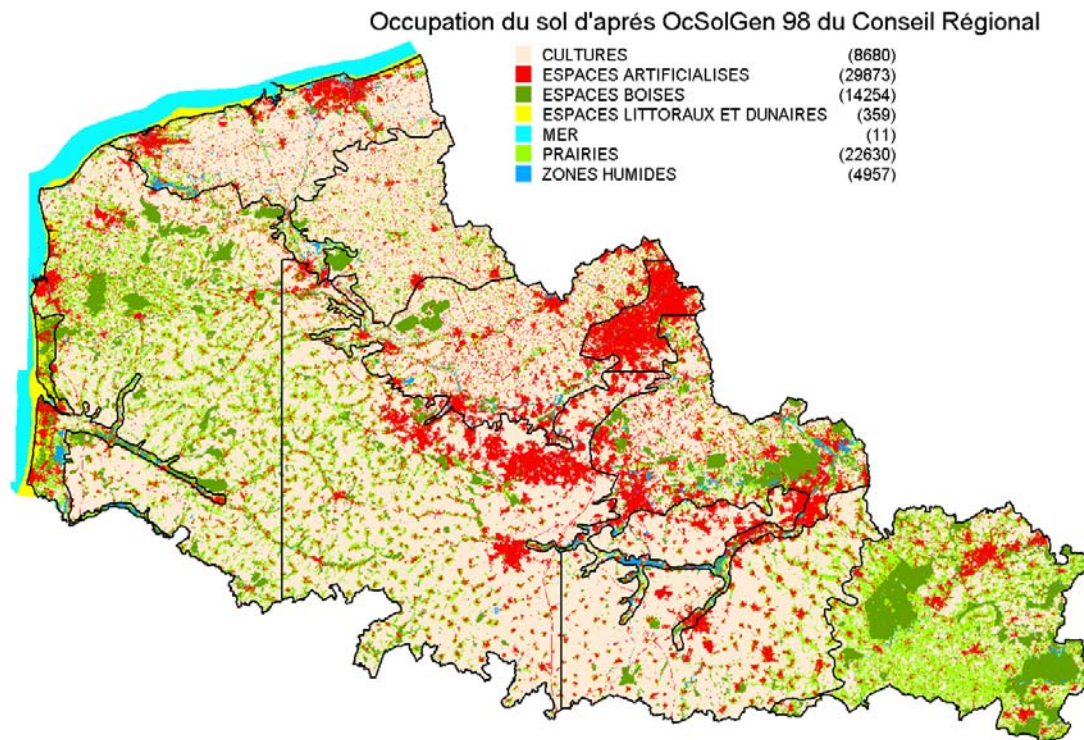 Occupation du sol d'aprés OcSolGen 98 du Conseil Régional
CULTURES (8680)
ESPACES ARTIFICIALISES (29873)
ESPACES BOISES (14254)
ESPACES LITTORAUX ET DUNAIRES (359)
MER (11)
PRAIRIES (22630)
ZONES HUMIDES (4957)